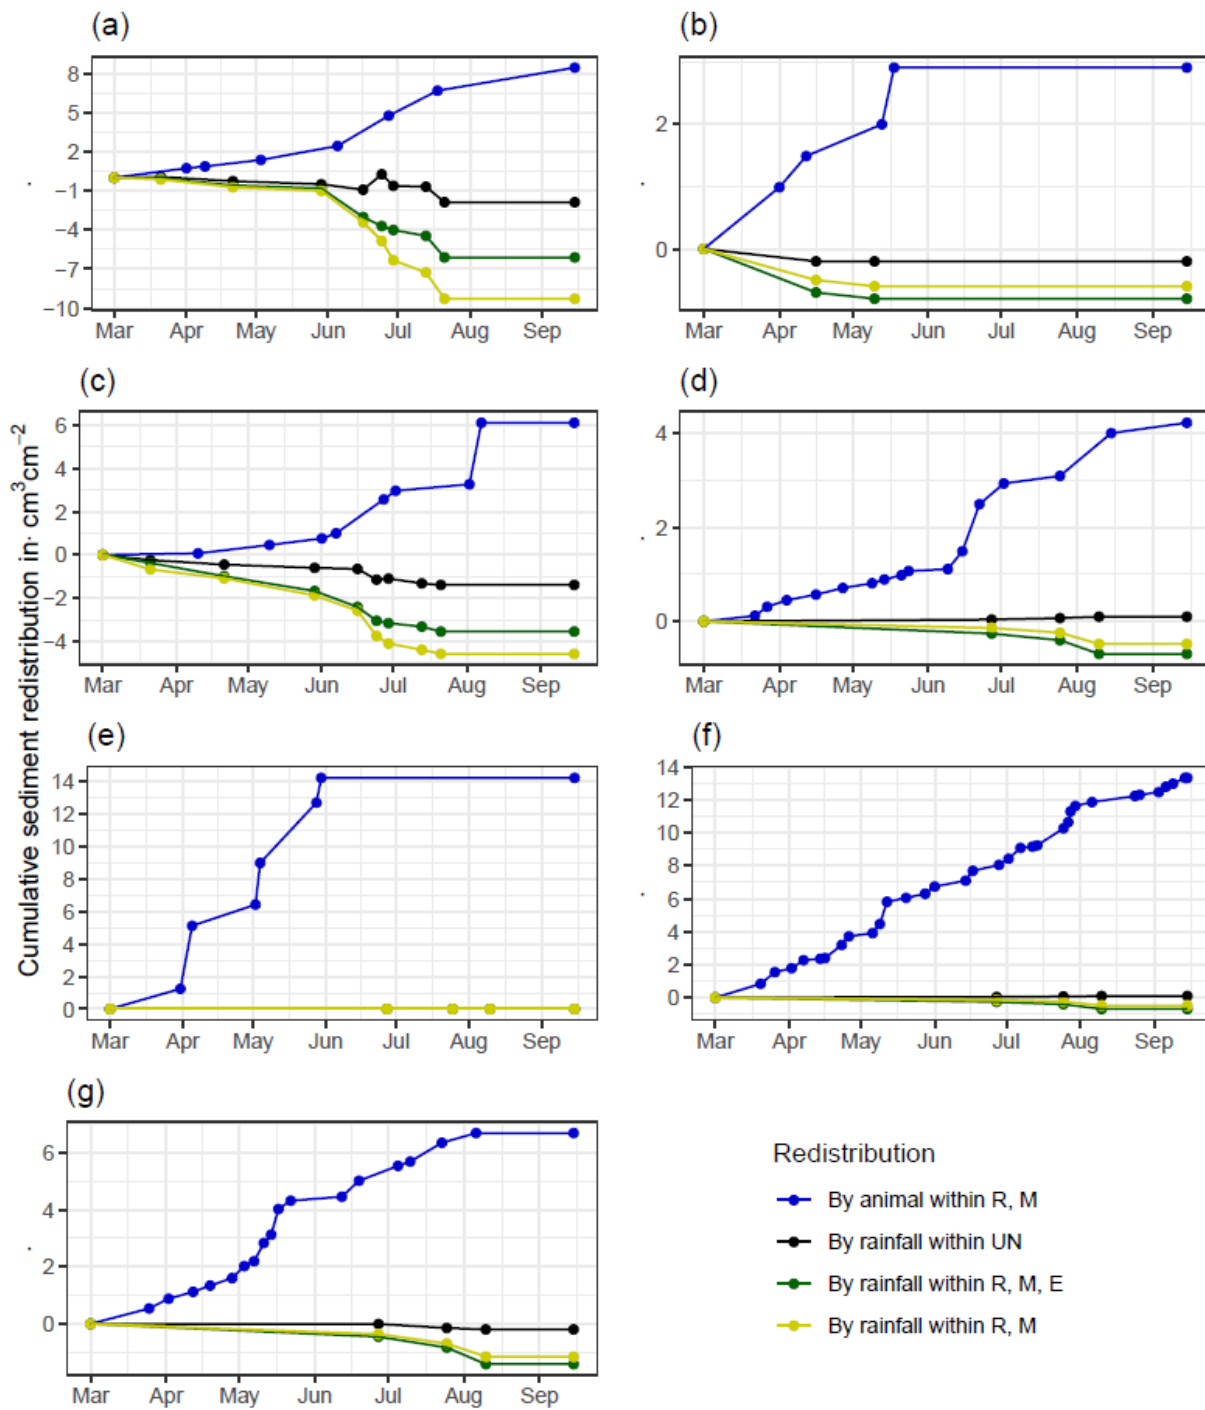 (a)
8
5
2
−1
−4
−7
−10
Mar Apr May Jun Jul Aug Sep
(b)
2
0
Mar Apr May Jun Jul Aug Sep
Cumulative sediment redistribution in· cm³cm⁻²
(c)
6
4
2
0
−2
−4
Mar Apr May Jun Jul Aug Sep
(d)
4
2
0
Mar Apr May Jun Jul Aug Sep
(e)
14
12
10
8
6
4
2
0
Mar Apr May Jun Jul Aug Sep
(f)
14
12
10
8
6
4
2
0
Mar Apr May Jun Jul Aug Sep
(g)
6
4
2
0
Mar Apr May Jun Jul Aug Sep
Redistribution
By animal within R, M
By rainfall within UN
By rainfall within R, M, E
By rainfall within R, M